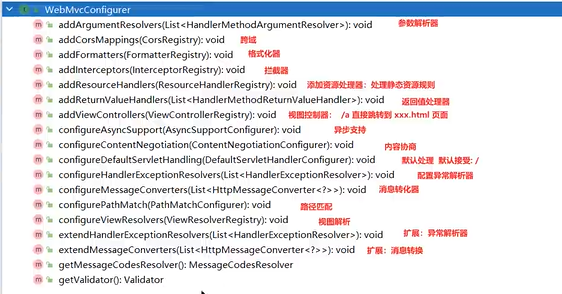 WebMvcConfigurer
addArgumentResolvers(List<HandlerMethodArgumentResolver>): void 参数解析器
addCorsMappings(CorsRegistry): void 跨域
addFormatters(FormatterRegistry): void 格式化器
addInterceptors(InterceptorRegistry): void 拦截器
addResourceHandlers(ResourceHandlerRegistry): void 添加资源处理器：处理静态资源规则
addReturnValueHandlers(List<HandlerMethodReturnValueHandler>): void 返回值处理器
addViewControllers(ViewControllerRegistry): void 视图控制器： /a 直接跳转到 xxx.html 页面
configureAsyncSupport(AsyncSupportConfigurer): void 异步支持
configureContentNegotiation(ContentNegotiationConfigurer): void 内容协商
configureDefaultServletHandling(DefaultServletHandlerConfigurer): void 默认处理 默认接受: /
configureHandlerExceptionResolvers(List<HandlerExceptionResolver>): void 配置异常解析器
configureMessageConverters(List<HttpMessageConverter<?>>): void 消息转化器
configurePathMatch(PathMatchConfigurer): void 路径匹配
configureViewResolvers(ViewResolverRegistry): void 视图解析
extendHandlerExceptionResolvers(List<HandlerExceptionResolver>): void 扩展：异常解析器
extendMessageConverters(List<HttpMessageConverter<?>>): void 扩展：消息转换
getMessageCodesResolver(): MessageCodesResolver
getValidator(): Validator